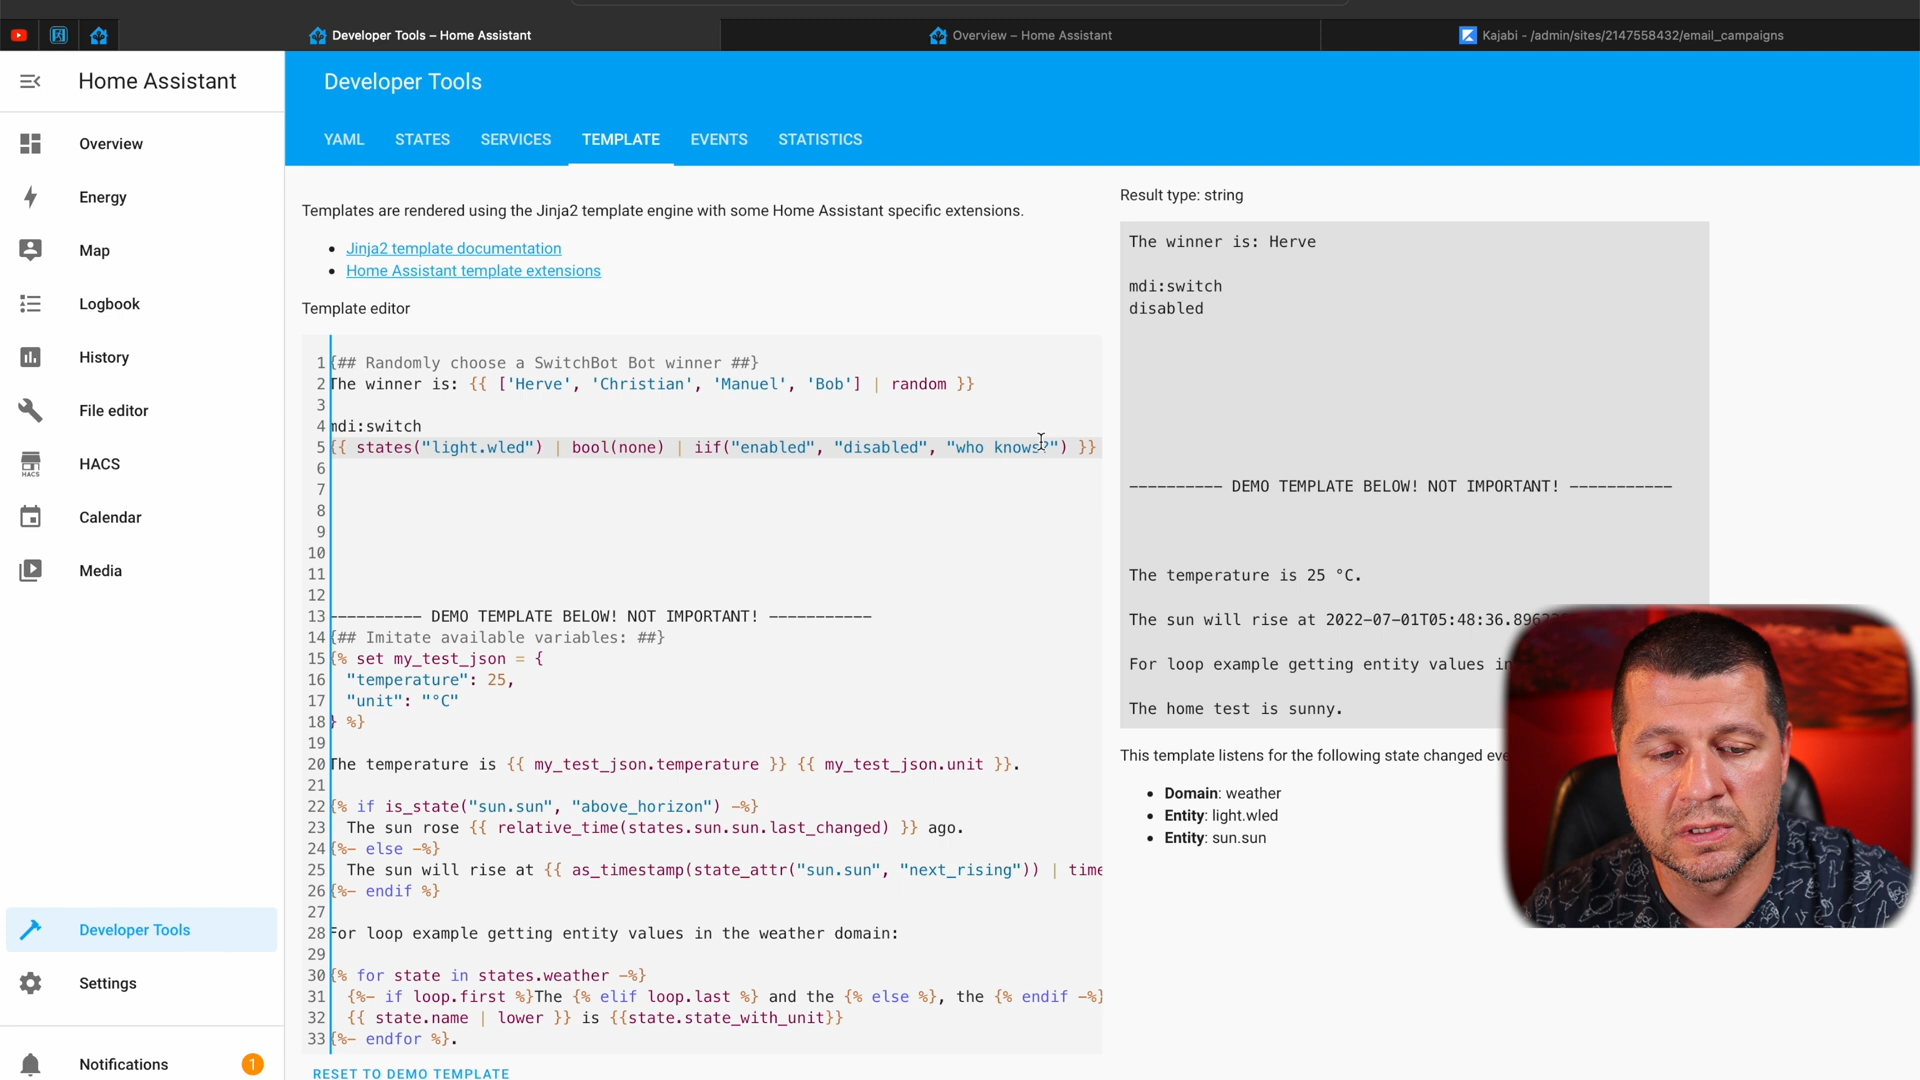 Developer Tools – Home Assistant
Overview – Home Assistant
Kajabi - /admin/sites/2147558432/email_campaigns
Home Assistant
Developer Tools
YAML STATES SERVICES TEMPLATE EVENTS STATISTICS
Overview
Energy
Map
Logbook
History
File editor
HACS
HACS
Calendar
Media
Developer Tools
Settings
Notifications 1
Templates are rendered using the Jinja2 template engine with some Home Assistant specific extensions.
• Jinja2 template documentation
• Home Assistant template extensions
Template editor
1 {## Randomly choose a SwitchBot Bot winner ##}
2 The winner is: {{ ['Herve', 'Christian', 'Manuel', 'Bob'] | random }}
3
4 mdi:switch
5 {{ states("light.wled") | bool(none) | iif("enabled", "disabled", "who knows?") }}
6
7
8
9
10
11
12
13 ---------- DEMO TEMPLATE BELOW! NOT IMPORTANT! -----------
14 {## Imitate available variables: ##}
15 {% set my_test_json = {
16 "temperature": 25,
17 "unit": "°C"
18 } %}
19
20 The temperature is {{ my_test_json.temperature }} {{ my_test_json.unit }}.
21
22 {% if is_state("sun.sun", "above_horizon") -%}
23 The sun rose {{ relative_time(states.sun.sun.last_changed) }} ago.
24 {%- else -%}
25 The sun will rise at {{ as_timestamp(state_attr("sun.sun", "next_rising")) | time
26 {%- endif %}
27
28 For loop example getting entity values in the weather domain:
29
30 {% for state in states.weather -%}
31 {%- if loop.first %}The {% elif loop.last %} and the {% else %}, the {% endif -%}
32 {{ state.name | lower }} is {{state.state_with_unit}}
33 {%- endfor %}.
RESET TO DEMO TEMPLATE
Result type: string
The winner is: Herve
mdi:switch
disabled
---------- DEMO TEMPLATE BELOW! NOT IMPORTANT! -----------
The temperature is 25 °C.
The sun will rise at 2022-07-01T05:48:36.896
For loop example getting entity values in
The home test is sunny.
This template listens for the following state changed eve
• Domain: weather
• Entity: light.wled
• Entity: sun.sun